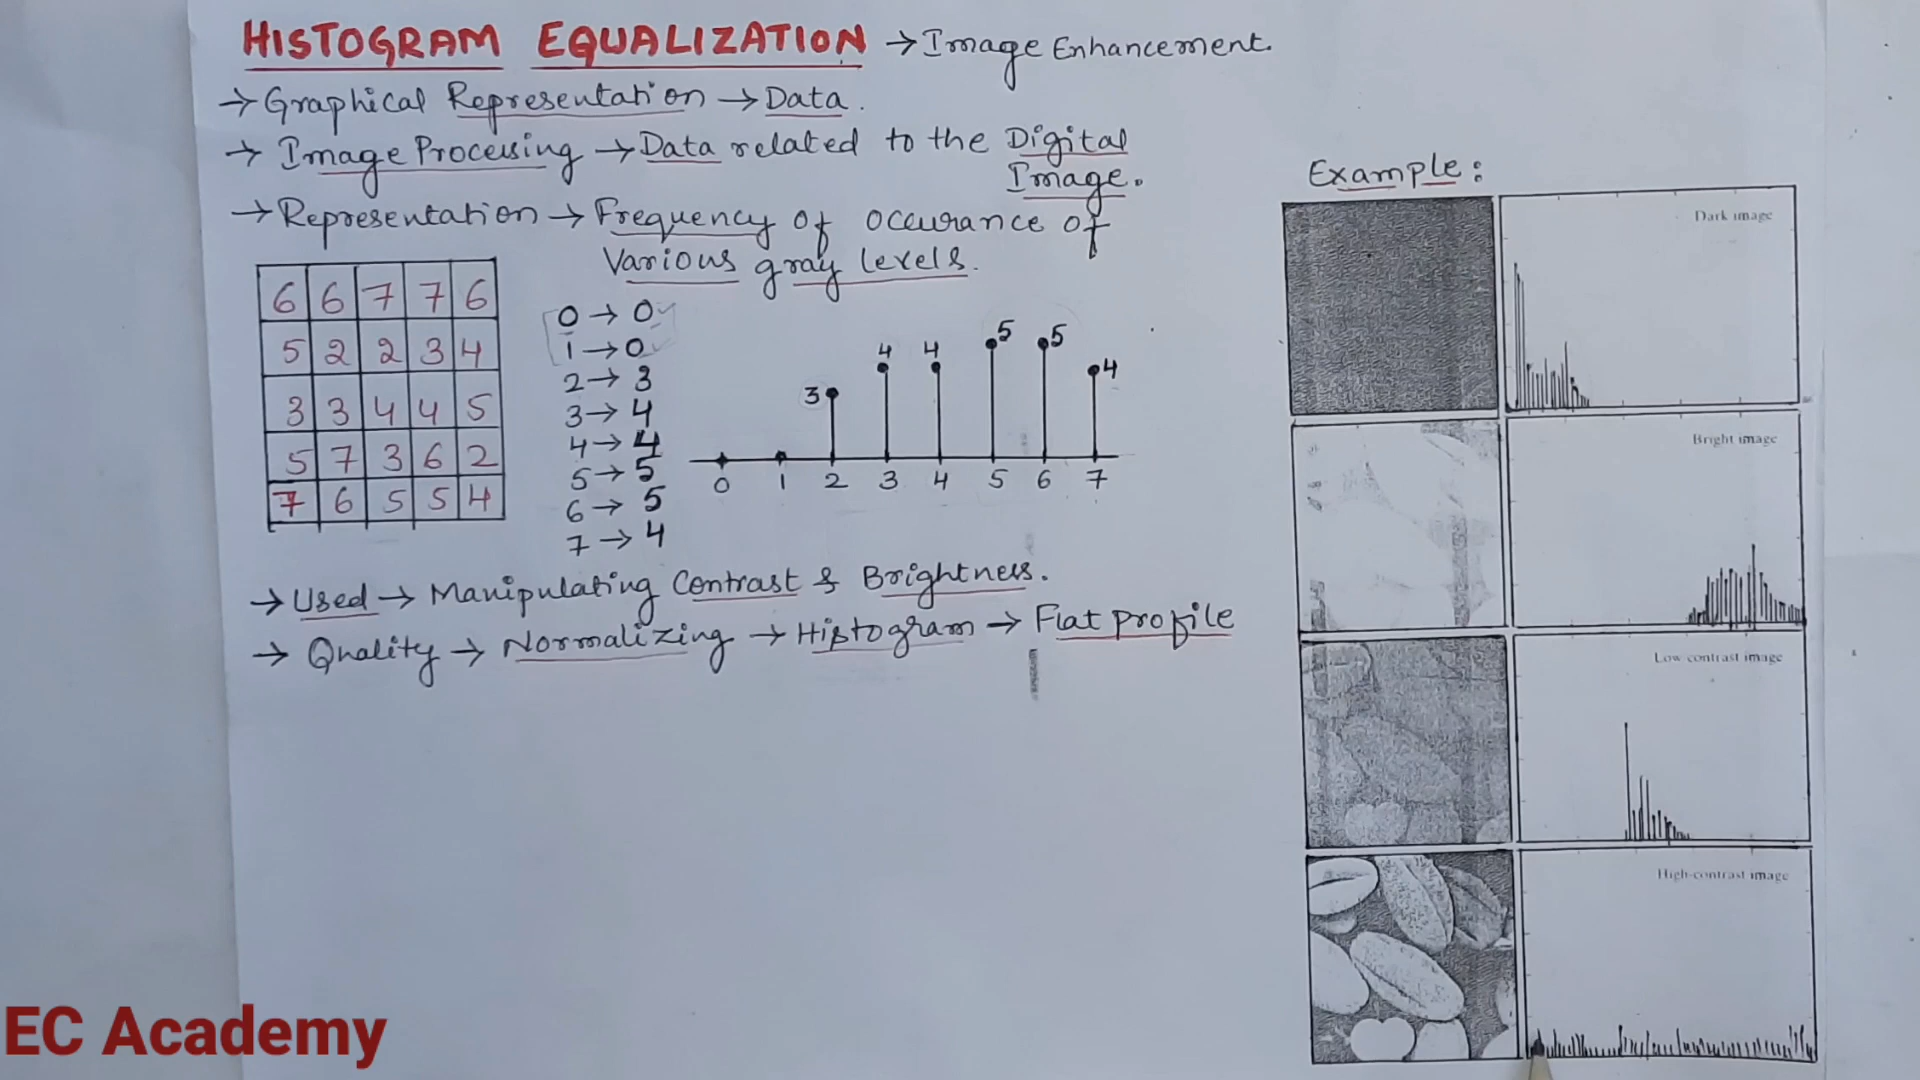 HISTOGRAM EQUALIZATION → Image Enhancement.
→ Graphical Representation → Data.
→ Image Processing → Data related to the Digital
Image.
→ Representation → Frequency of occurance of
Various gray levels.
6 6 7 7 6
5 2 2 3 4
3 3 4 4 5
5 7 3 6 2
7 6 5 5 4
0 → 0
1 → 0
2 → 3
3 → 4
4 → 4
5 → 5
6 → 5
7 → 4
3 4 4 5 5 4
0 1 2 3 4 5 6 7
→ Used → Manipulating Contrast & Brightness.
→ Quality → Normalizing → Histogram → Flat profile
Example:
Dark image
Bright image
Low contrast image
High-contrast image
EC Academy